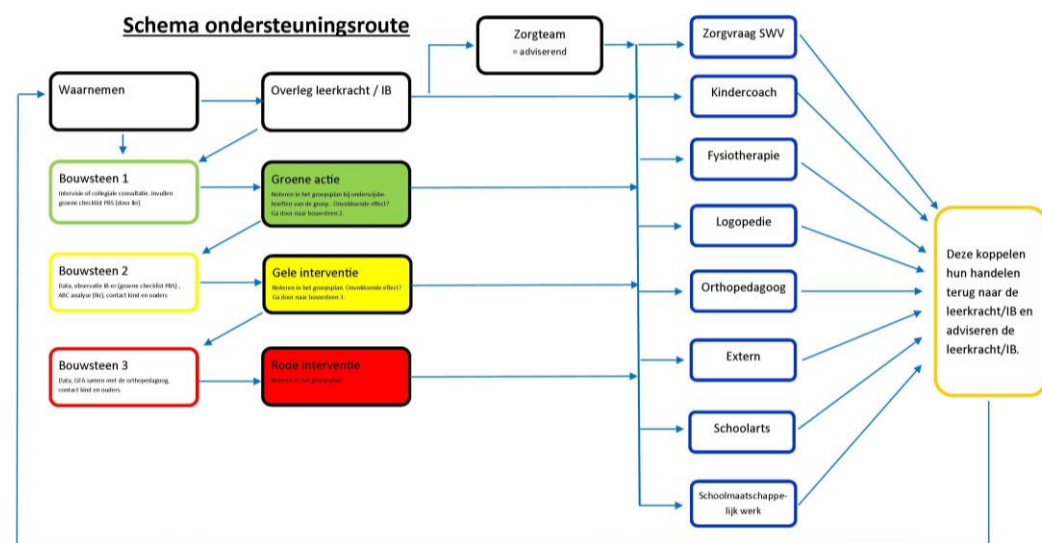 Schema ondersteuningsroute
Zorgteam
= adviserend
Zorgvraag SWV
Waarnemen
Overleg leerkracht / IB
Kindercoach
Fysiotherapie
Bouwsteen 1
Intervisie of collegiale consultatie. Invullen
groene checklist PBS (door lkr)
Groene actie
Noteren in het groepsplan bij onderwijsbe-
hoeften van de groep. Onvoldoende effect?
Ga door naar bouwsteen 2.
Logopedie
Bouwsteen 2
Data, observatie IB-er (groene checklist PBS) ,
ABC analyse (lkr), contact kind en ouders
Gele interventie
Noteren in het groepsplan. Onvoldoende effect?
Ga door naar bouwsteen 3.
Orthopedagoog
Deze koppelen
hun handelen
terug naar de
leerkracht/IB en
adviseren de
leerkracht/IB.
Bouwsteen 3
Data, GFA samen met de orthopedagoog,
contact kind en ouders.
Rode interventie
Noteren in het groepsplan.
Extern
Schoolarts
Schoolmaatschappe-
lijk werk